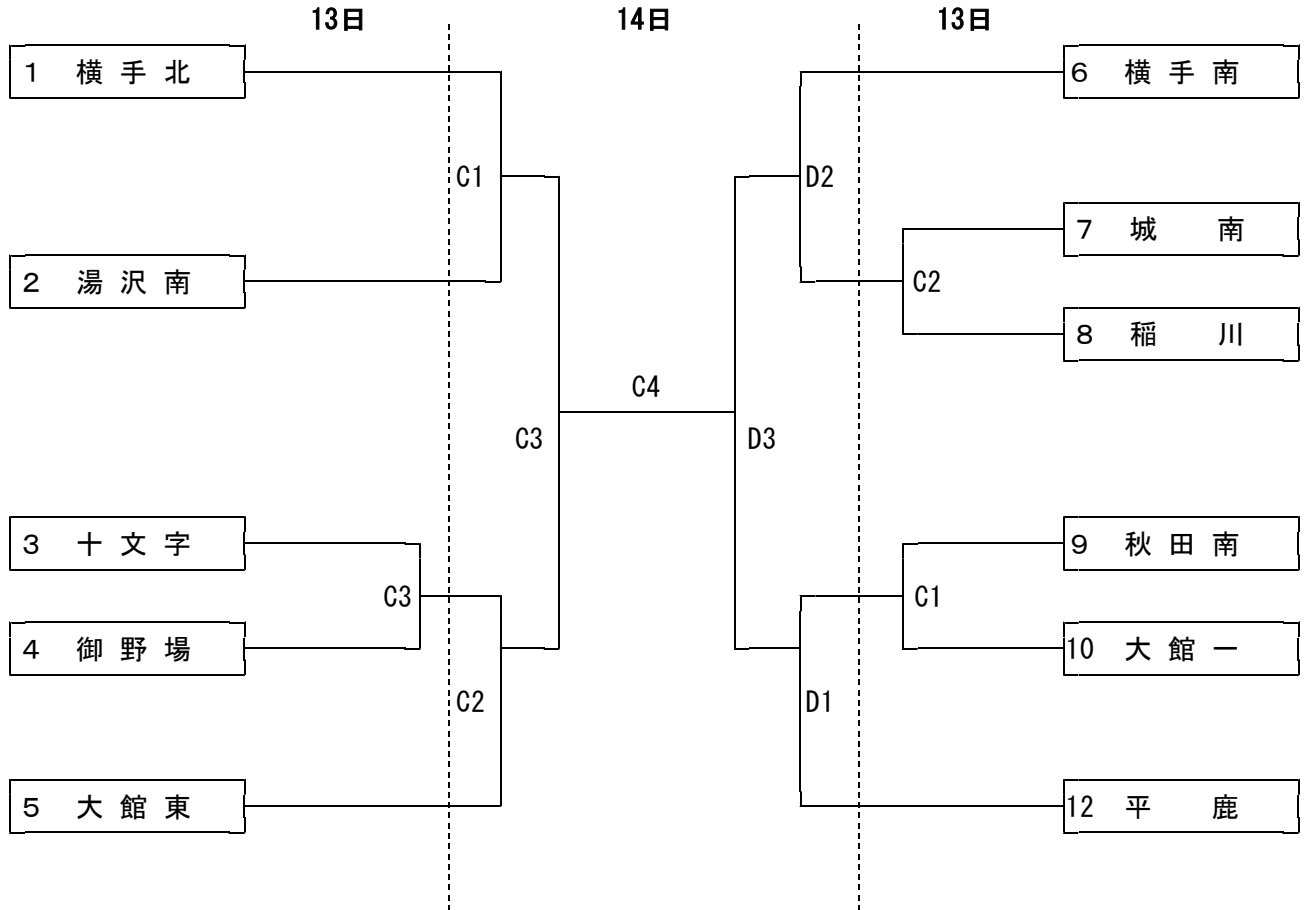 13日 14日 13日
1 横手北
6 横手南
C1 D2
7 城南
2 湯沢南
C2
8 稲川
C4
C3 D3
3 十文字
9 秋田南
C3 C1
4 御野場
10 大館一
C2 D1
5 大館東
12 平鹿